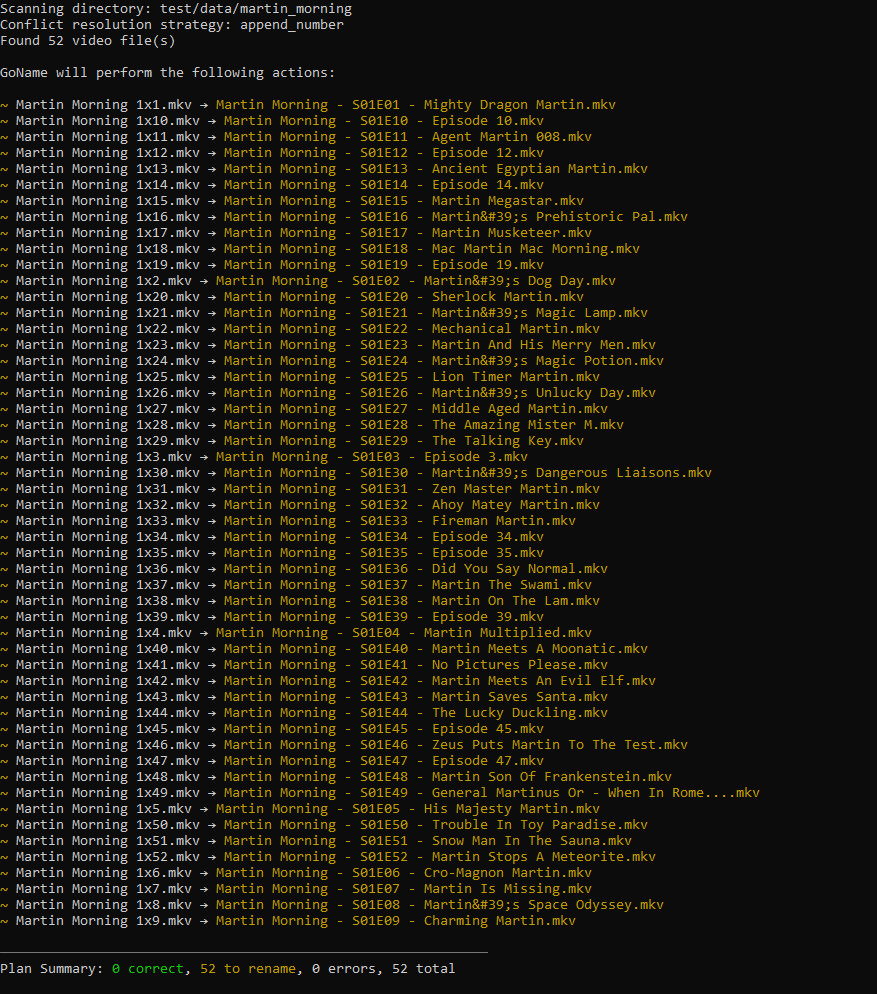 Scanning directory: test/data/martin_morning
Conflict resolution strategy: append_number
Found 52 video file(s)
GoName will perform the following actions:
~ Martin Morning 1x1.mkv → Martin Morning - S01E01 - Mighty Dragon Martin.mkv
~ Martin Morning 1x10.mkv → Martin Morning - S01E10 - Episode 10.mkv
~ Martin Morning 1x11.mkv → Martin Morning - S01E11 - Agent Martin 008.mkv
~ Martin Morning 1x12.mkv → Martin Morning - S01E12 - Episode 12.mkv
~ Martin Morning 1x13.mkv → Martin Morning - S01E13 - Ancient Egyptian Martin.mkv
~ Martin Morning 1x14.mkv → Martin Morning - S01E14 - Episode 14.mkv
~ Martin Morning 1x15.mkv → Martin Morning - S01E15 - Martin Megastar.mkv
~ Martin Morning 1x16.mkv → Martin Morning - S01E16 - Martin&#39;s Prehistoric Pal.mkv
~ Martin Morning 1x17.mkv → Martin Morning - S01E17 - Martin Musketeer.mkv
~ Martin Morning 1x18.mkv → Martin Morning - S01E18 - Mac Martin Mac Morning.mkv
~ Martin Morning 1x19.mkv → Martin Morning - S01E19 - Episode 19.mkv
~ Martin Morning 1x2.mkv → Martin Morning - S01E02 - Martin&#39;s Dog Day.mkv
~ Martin Morning 1x20.mkv → Martin Morning - S01E20 - Sherlock Martin.mkv
~ Martin Morning 1x21.mkv → Martin Morning - S01E21 - Martin&#39;s Magic Lamp.mkv
~ Martin Morning 1x22.mkv → Martin Morning - S01E22 - Mechanical Martin.mkv
~ Martin Morning 1x23.mkv → Martin Morning - S01E23 - Martin And His Merry Men.mkv
~ Martin Morning 1x24.mkv → Martin Morning - S01E24 - Martin&#39;s Magic Potion.mkv
~ Martin Morning 1x25.mkv → Martin Morning - S01E25 - Lion Timer Martin.mkv
~ Martin Morning 1x26.mkv → Martin Morning - S01E26 - Martin&#39;s Unlucky Day.mkv
~ Martin Morning 1x27.mkv → Martin Morning - S01E27 - Middle Aged Martin.mkv
~ Martin Morning 1x28.mkv → Martin Morning - S01E28 - The Amazing Mister M.mkv
~ Martin Morning 1x29.mkv → Martin Morning - S01E29 - The Talking Key.mkv
~ Martin Morning 1x3.mkv → Martin Morning - S01E03 - Episode 3.mkv
~ Martin Morning 1x30.mkv → Martin Morning - S01E30 - Martin&#39;s Dangerous Liaisons.mkv
~ Martin Morning 1x31.mkv → Martin Morning - S01E31 - Zen Master Martin.mkv
~ Martin Morning 1x32.mkv → Martin Morning - S01E32 - Ahoy Matey Martin.mkv
~ Martin Morning 1x33.mkv → Martin Morning - S01E33 - Fireman Martin.mkv
~ Martin Morning 1x34.mkv → Martin Morning - S01E34 - Episode 34.mkv
~ Martin Morning 1x35.mkv → Martin Morning - S01E35 - Episode 35.mkv
~ Martin Morning 1x36.mkv → Martin Morning - S01E36 - Did You Say Normal.mkv
~ Martin Morning 1x37.mkv → Martin Morning - S01E37 - Martin The Swami.mkv
~ Martin Morning 1x38.mkv → Martin Morning - S01E38 - Martin On The Lam.mkv
~ Martin Morning 1x39.mkv → Martin Morning - S01E39 - Episode 39.mkv
~ Martin Morning 1x4.mkv → Martin Morning - S01E04 - Martin Multiplied.mkv
~ Martin Morning 1x40.mkv → Martin Morning - S01E40 - Martin Meets A Moonatic.mkv
~ Martin Morning 1x41.mkv → Martin Morning - S01E41 - No Pictures Please.mkv
~ Martin Morning 1x42.mkv → Martin Morning - S01E42 - Martin Meets An Evil Elf.mkv
~ Martin Morning 1x43.mkv → Martin Morning - S01E43 - Martin Saves Santa.mkv
~ Martin Morning 1x44.mkv → Martin Morning - S01E44 - The Lucky Duckling.mkv
~ Martin Morning 1x45.mkv → Martin Morning - S01E45 - Episode 45.mkv
~ Martin Morning 1x46.mkv → Martin Morning - S01E46 - Zeus Puts Martin To The Test.mkv
~ Martin Morning 1x47.mkv → Martin Morning - S01E47 - Episode 47.mkv
~ Martin Morning 1x48.mkv → Martin Morning - S01E48 - Martin Son Of Frankenstein.mkv
~ Martin Morning 1x49.mkv → Martin Morning - S01E49 - General Martinus Or - When In Rome....mkv
~ Martin Morning 1x5.mkv → Martin Morning - S01E05 - His Majesty Martin.mkv
~ Martin Morning 1x50.mkv → Martin Morning - S01E50 - Trouble In Toy Paradise.mkv
~ Martin Morning 1x51.mkv → Martin Morning - S01E51 - Snow Man In The Sauna.mkv
~ Martin Morning 1x52.mkv → Martin Morning - S01E52 - Martin Stops A Meteorite.mkv
~ Martin Morning 1x6.mkv → Martin Morning - S01E06 - Cro-Magnon Martin.mkv
~ Martin Morning 1x7.mkv → Martin Morning - S01E07 - Martin Is Missing.mkv
~ Martin Morning 1x8.mkv → Martin Morning - S01E08 - Martin&#39;s Space Odyssey.mkv
~ Martin Morning 1x9.mkv → Martin Morning - S01E09 - Charming Martin.mkv
Plan Summary: 0 correct, 52 to rename, 0 errors, 52 total